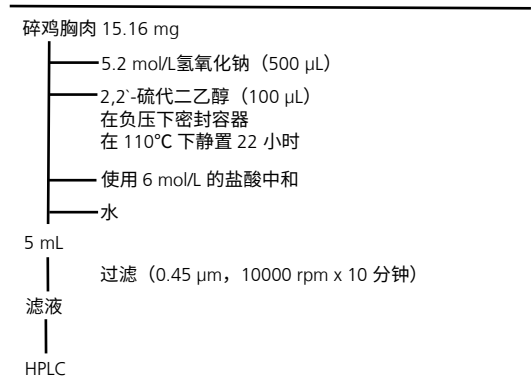 碎鸡胸肉 15.16 mg
5.2 mol/L氢氧化钠（500 µL）
2,2`-硫代二乙醇（100 µL）
在负压下密封容器
在 110°C 下静置 22 小时
使用 6 mol/L 的盐酸中和
水
5 mL
过滤（0.45 µm，10000 rpm x 10 分钟）
滤液
HPLC